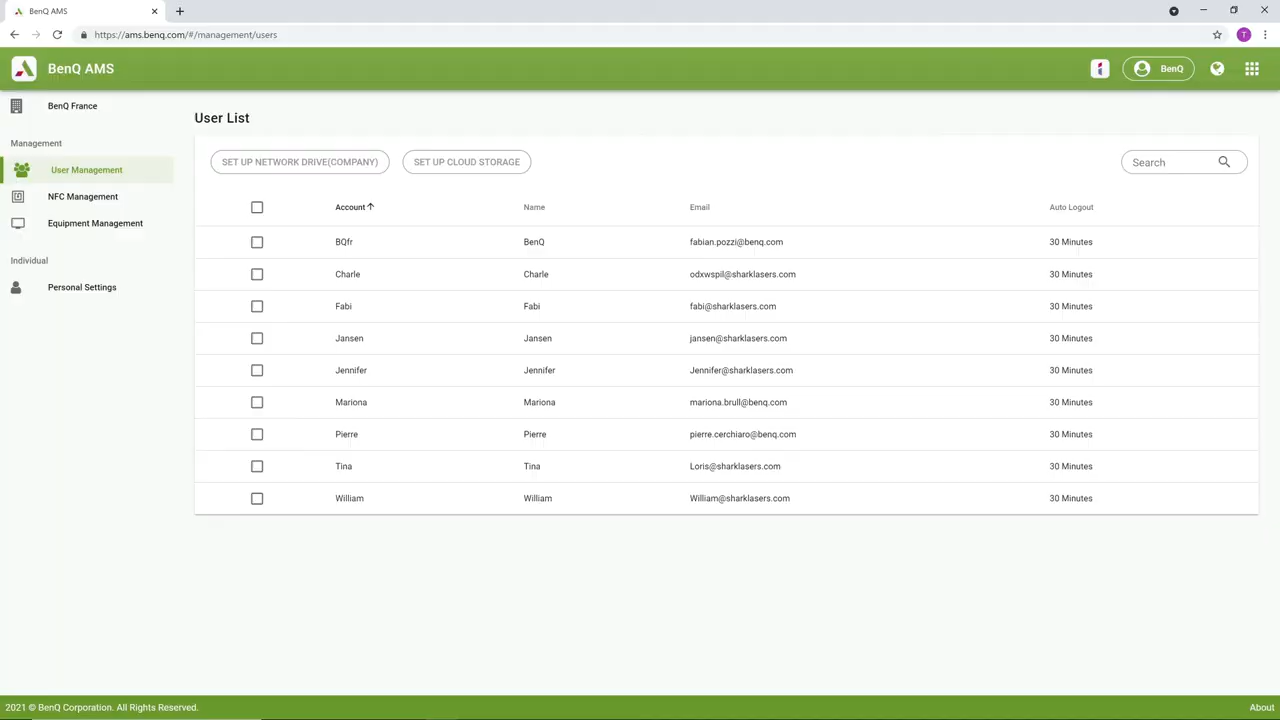 BenQ AMS
https://ams.benq.com/#/management/users
T
BenQ AMS
BenQ
BenQ France
Management
User Management
NFC Management
Equipment Management
Individual
Personal Settings
User List
SET UP NETWORK DRIVE(COMPANY) SET UP CLOUD STORAGE Search
Account Name Email Auto Logout
BQfr BenQ fabian.pozzi@benq.com 30 Minutes
Charle Charle odxwspil@sharklasers.com 30 Minutes
Fabi Fabi fabi@sharklasers.com 30 Minutes
Jansen Jansen jansen@sharklasers.com 30 Minutes
Jennifer Jennifer Jennifer@sharklasers.com 30 Minutes
Mariona Mariona mariona.brull@benq.com 30 Minutes
Pierre Pierre pierre.cerchiaro@benq.com 30 Minutes
Tina Tina Loris@sharklasers.com 30 Minutes
William William William@sharklasers.com 30 Minutes
2021 © BenQ Corporation. All Rights Reserved. About